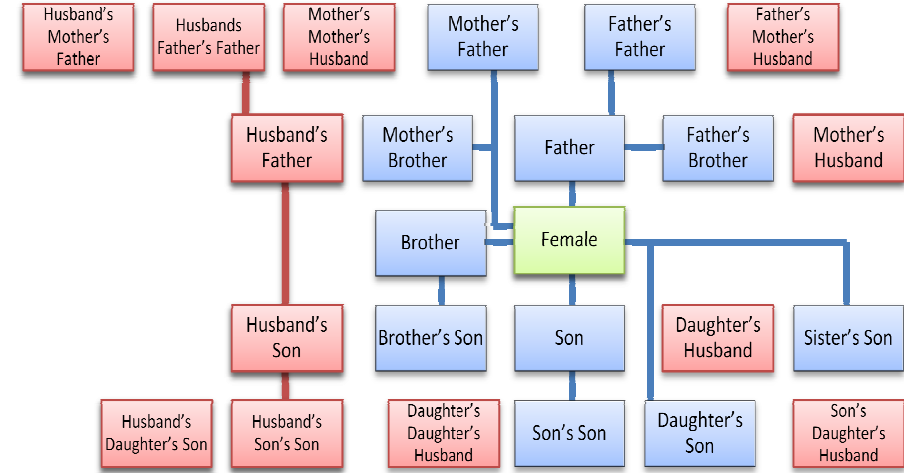 Husband's
Mother's
Father
Husbands
Father's Father
Mother's
Mother's
Husband
Mother's
Father
Father's
Father
Father's
Mother's
Husband
Husband's
Father
Mother's
Brother
Father
Father's
Brother
Mother's
Husband
Brother
Female
Husband's
Son
Brother's Son
Son
Daughter's
Husband
Sister's Son
Husband's
Daughter's Son
Husband's
Son's Son
Daughter's
Daughter's
Husband
Son's Son
Daughter's
Son
Son's
Daughter's
Husband